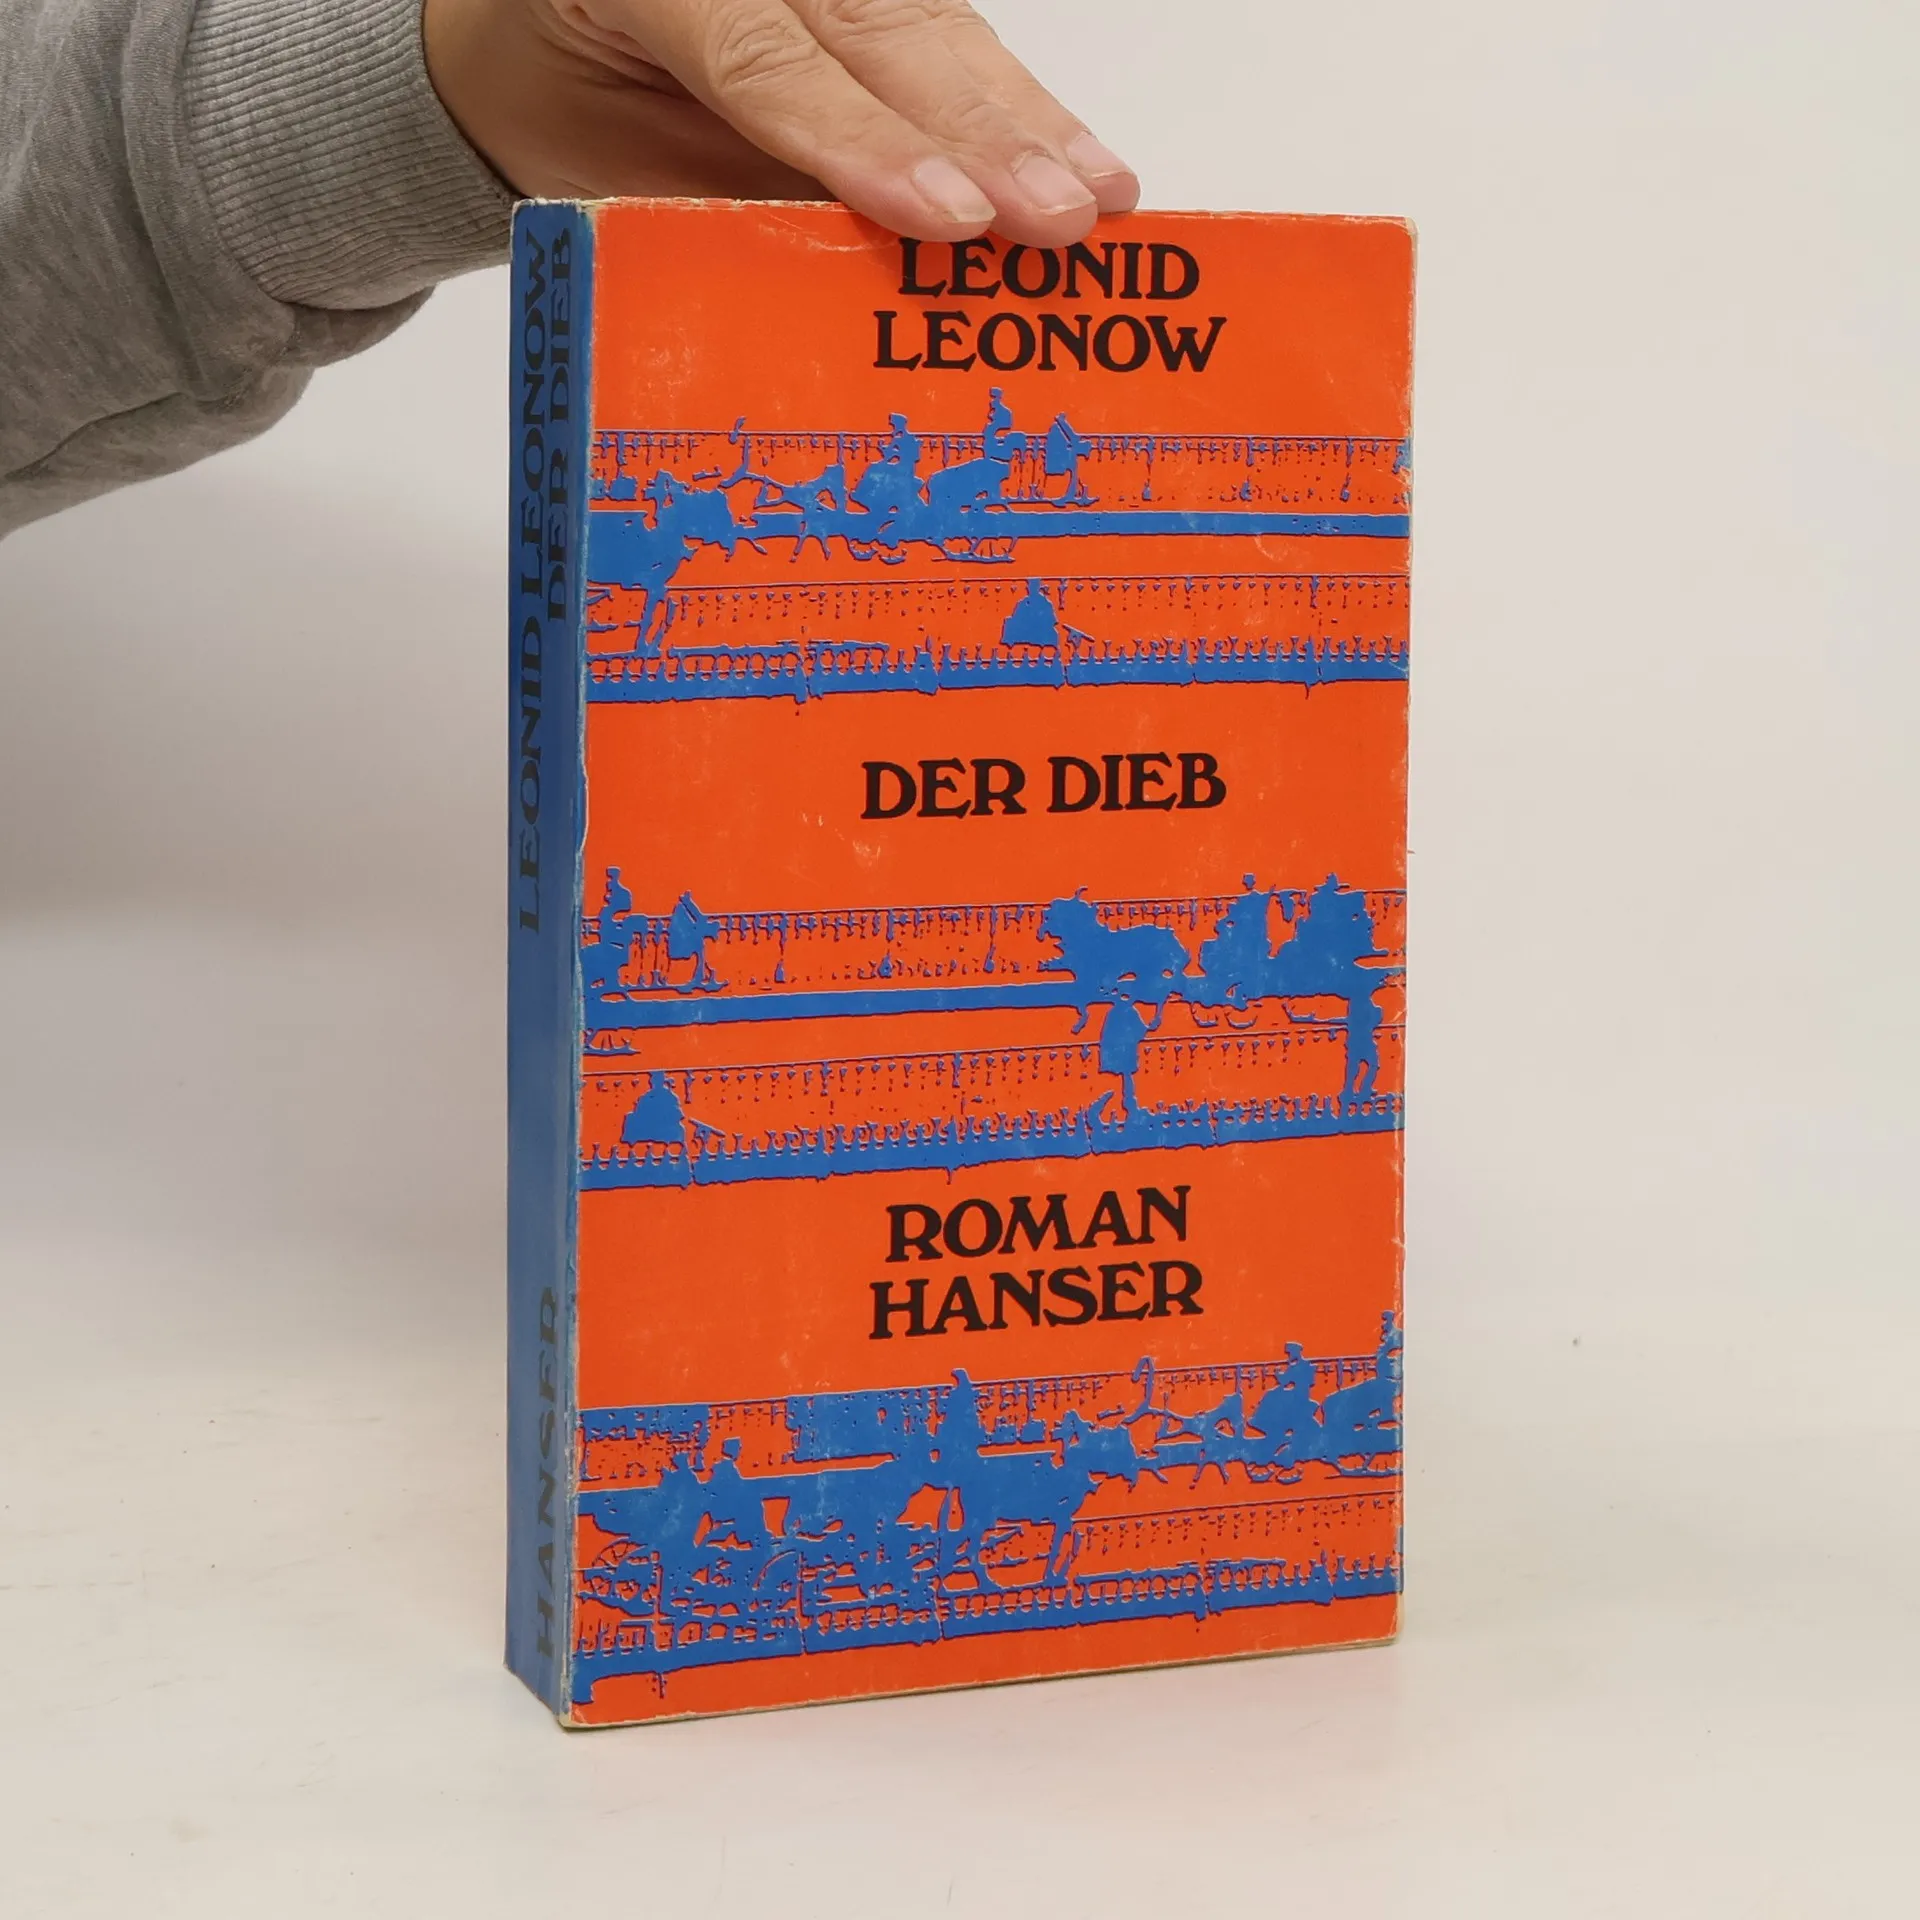 LEONID
LEONOW
DER DIEB
ROMAN
HANSER
LEONID LEONOW
DER DIEB
HANSER